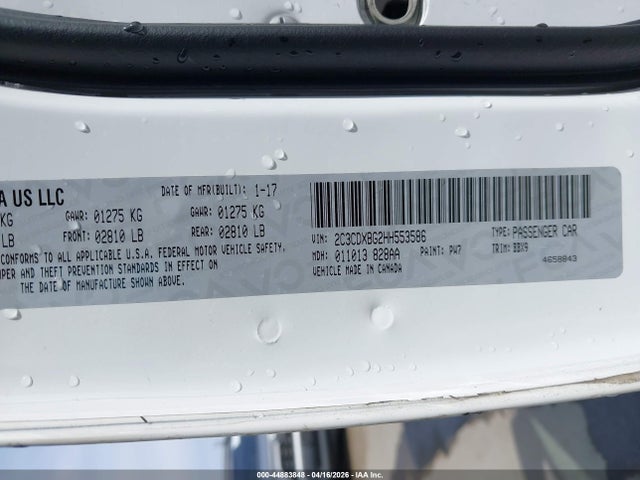 A US LLC
DATE OF MFR(BUILT): 1-17
KG GAWR: 01275 KG GAWR: 01275 KG
LB FRONT: 02810 LB REAR: 02810 LB
CONFORMS TO ALL APPLICABLE U.S.A. FEDERAL MOTOR VEHICLE SAFETY,
MPER AND THEFT PREVENTION STANDARDS IN EFFECT ON
THE DATE OF MANUFACTURE SHOWN ABOVE.
VIN: 2C3CDXBG2HH553586 TYPE: PASSENGER CAR
MDH: 011013 828AA PAINT: PW7 TRIM: BBX9
VEHICLE MADE IN CANADA 4658843
000-44883848 - 04/16/2026 - IAA Inc.